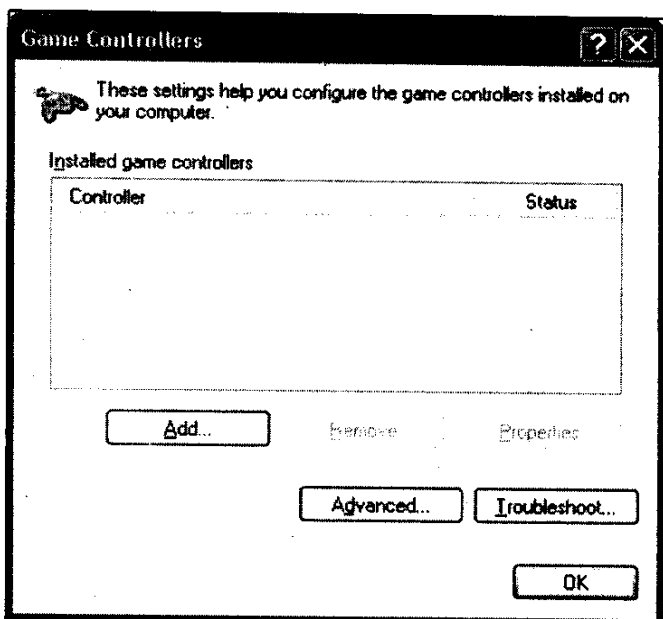 Game Controllers
These settings help you configure the game controllers installed on
your computer.
Installed game controllers
Controller Status
Add... Remove Properties
Advanced... Troubleshoot...
OK